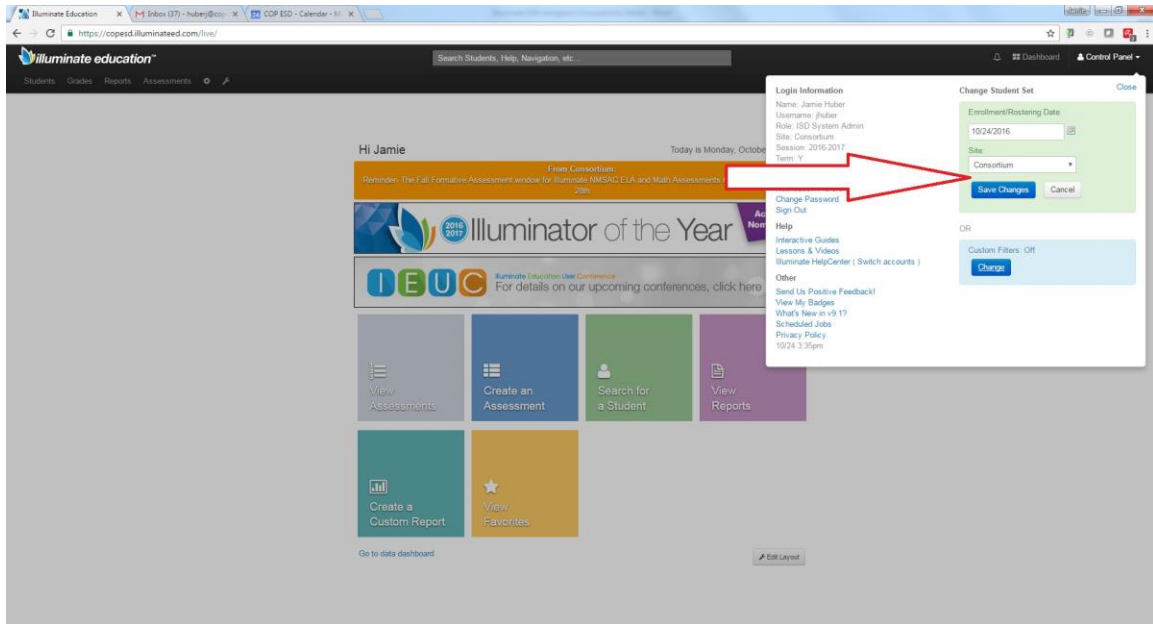 Illuminate Education
Inbox (37) - huberj@cop
COP ESD - Calendar - M
https://copesd.illuminateed.com/live/
illuminate education™
Search Students, Help, Navigation, etc...
Dashboard
Control Panel
Students Grades Reports Assessments
Login Information
Name: Jamie Huber
Username: jhuber
Role: ISD System Admin
Site: Consortium
Session: 2016-2017
Term: Y
Change Password
Sign Out
Help
Interactive Guides
Lessons & Videos
Illuminate HelpCenter ( Switch accounts )
Other
Send Us Positive Feedback!
View My Badges
What's New in v9.1?
Scheduled Jobs
Privacy Policy
10/24 3:35pm
Change Student Set
Close
Enrollment/Rostering Date:
10/24/2016
Site:
Consortium
Save Changes
Cancel
OR
Custom Filters: Off
Change
Hi Jamie
Today is Monday, Octobe
From Consortium:
Reminder- The Fall Formative Assessment window for Illuminate NMSAC ELA and Math Assessments
28th
2016
2017
Illuminator of the Year
Ac
Nom
IEUC
Illuminate Education User Conference
For details on our upcoming conferences, click here
View
Assessments
Create an
Assessment
Search for
a Student
View
Reports
Create a
Custom Report
View
Favorites
Go to data dashboard
Edit Layout